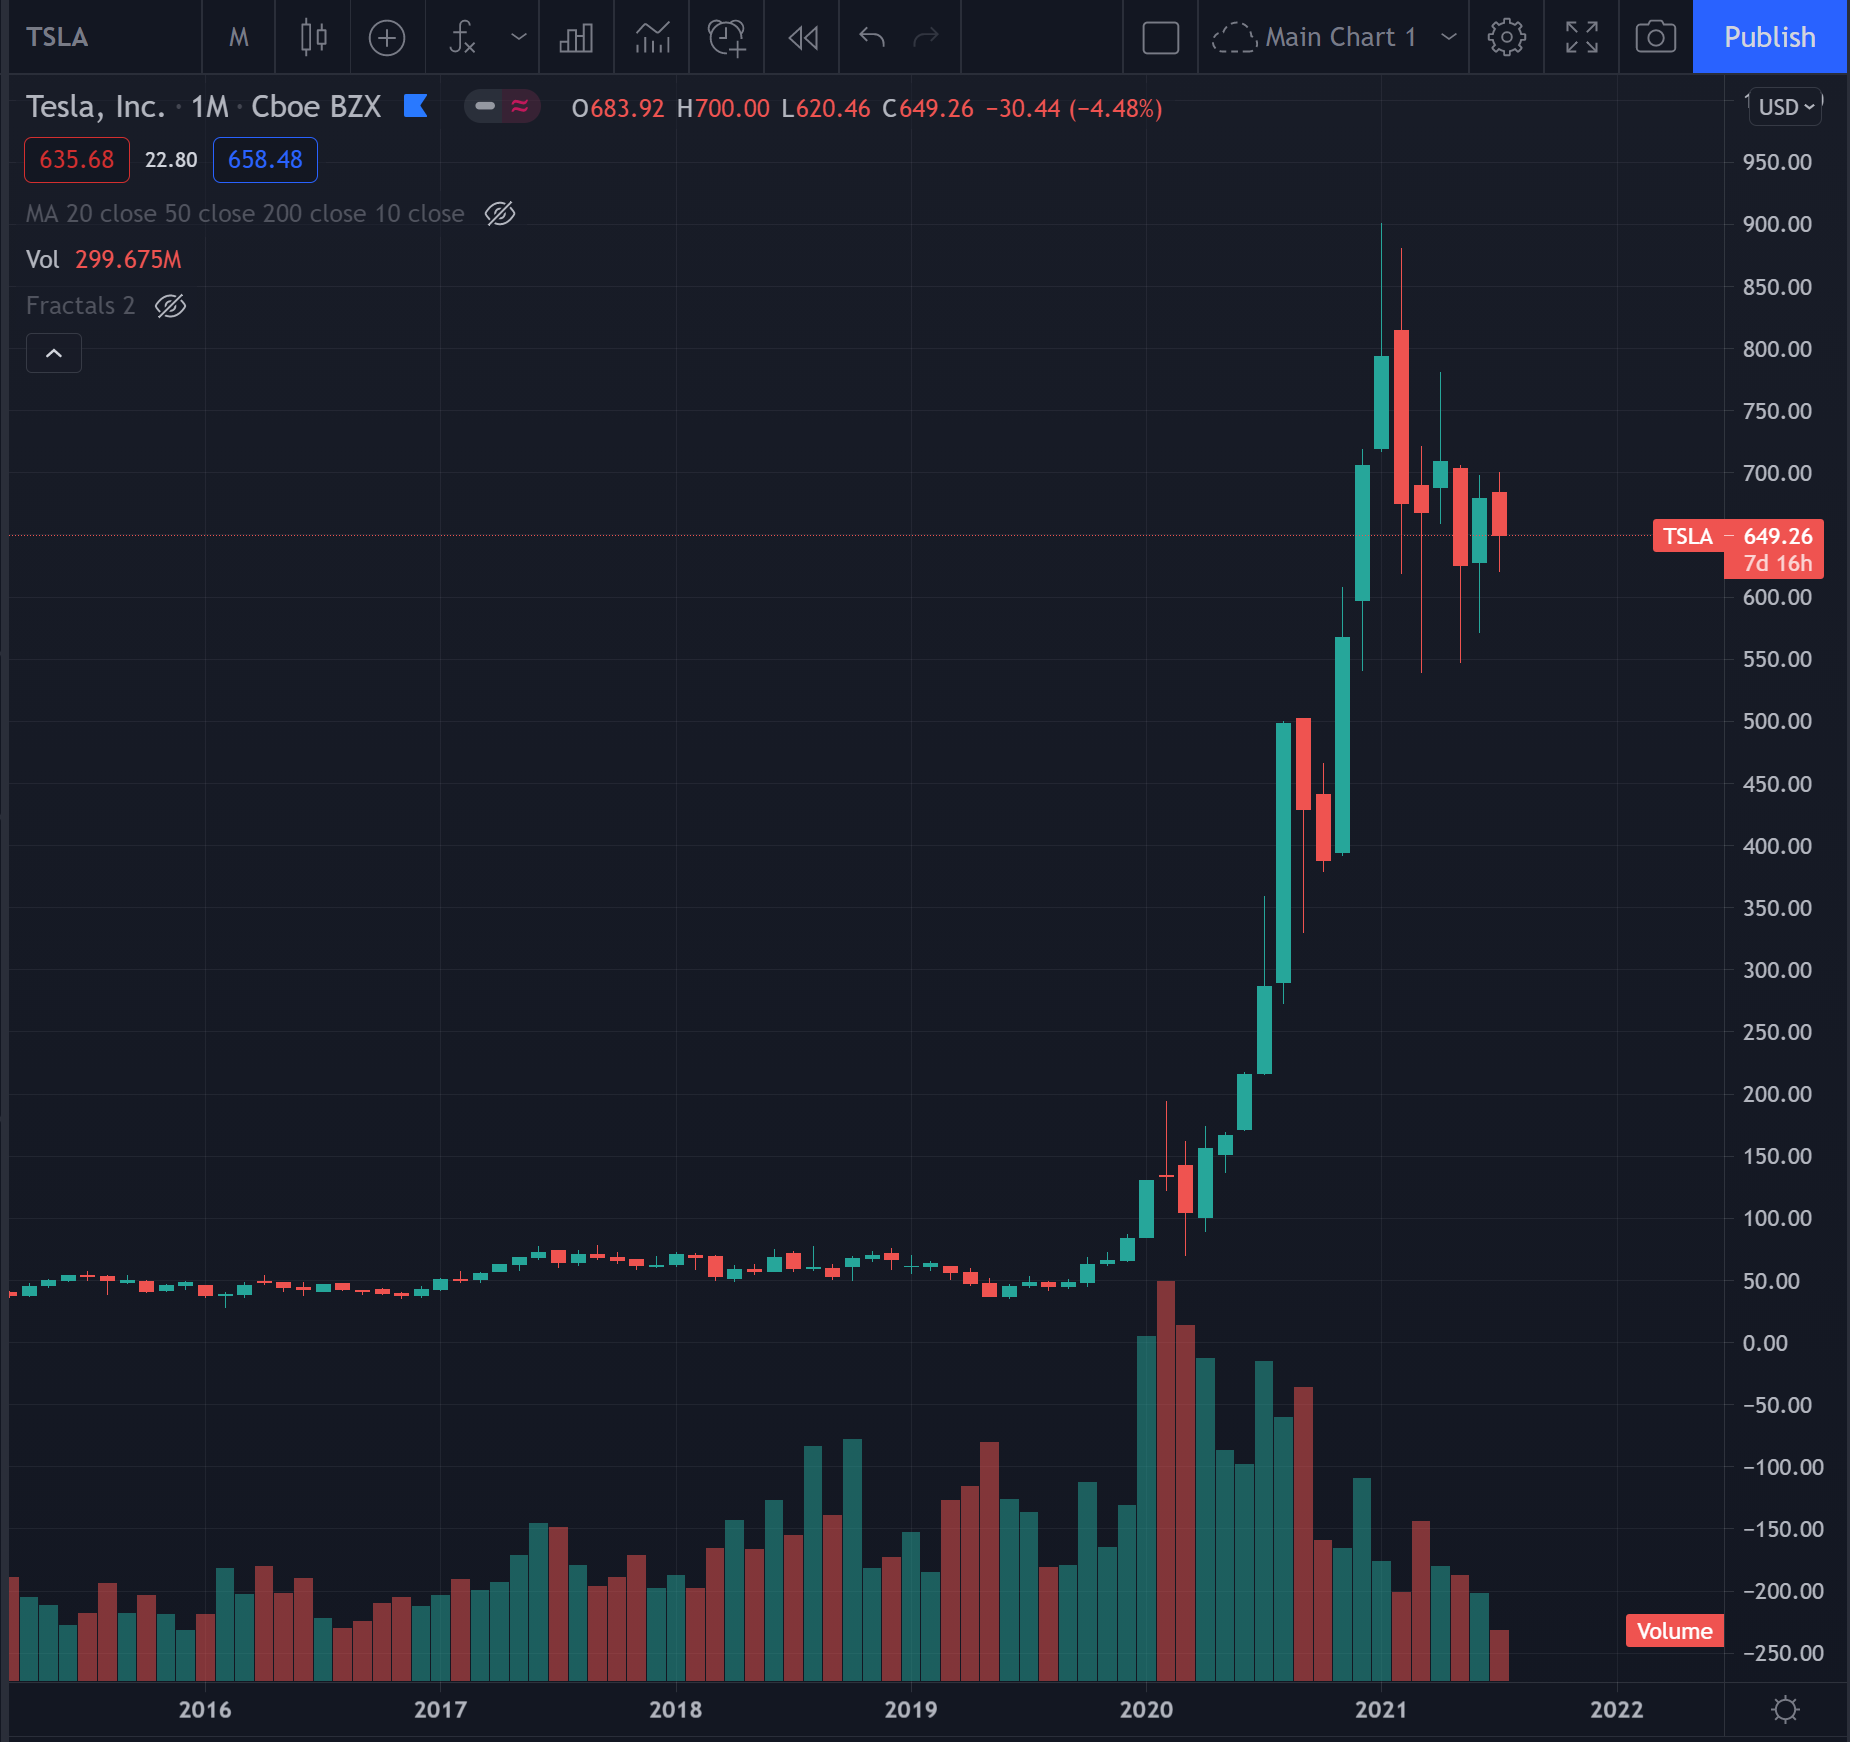 TSLA M Main Chart 1 Publish
Tesla, Inc. · 1M · Cboe BZX O683.92 H700.00 L620.46 C649.26 −30.44 (−4.48%)
USD
635.68 22.80 658.48
MA 20 close 50 close 200 close 10 close
Vol 299.675M
Fractals 2
950.00
900.00
850.00
800.00
750.00
700.00
TSLA 649.26
7d 16h
600.00
550.00
500.00
450.00
400.00
350.00
300.00
250.00
200.00
150.00
100.00
50.00
0.00
−50.00
−100.00
−150.00
−200.00
Volume
−250.00
2016 2017 2018 2019 2020 2021 2022